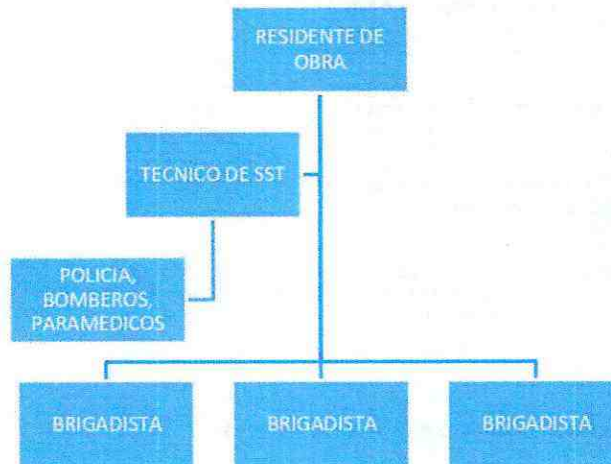 RESIDENTE DE
OBRA
TECNICO DE SST
POLICIA,
BOMBEROS,
PARAMEDICOS
BRIGADISTA
BRIGADISTA
BRIGADISTA